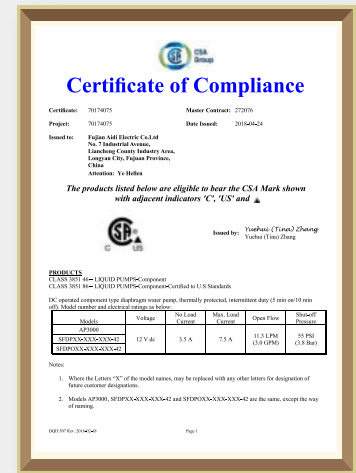 CSA
Group
Certificate of Compliance
Certificate: 70174075 Master Contract: 272076
Project: 70174075 Date Issued: 2018-04-24
Issued to: Fujian Aidi Electric Co.Ltd
No. 7 Industrial Avenue,
Liancheng County Industry Area,
Longyan City, Fujuan Province,
China
Attention: Ye Hellen
The products listed below are eligible to bear the CSA Mark shown
with adjacent indicators 'C', 'US' and
C US
Issued by: Yuehui (Tina) Zhang
Yuehui (Tina) Zhang
PRODUCTS
CLASS 3851 46 – LIQUID PUMPS-Component
CLASS 3851 86 – LIQUID PUMPS-Component-Certified to U.S Standards
DC operated component type diaphragm water pump, thermally protected, intermittent duty (5 min on/10 min
off). Model number and electrical ratings as below:
Models Voltage No Load Current Max. Load Current Open Flow Shut-off Pressure
AP3000
SFDPXX-XXX-XXX-42 12 V dc 3.5 A 7.5 A 11.3 LPM (3.0 GPM) 55 PSI (3.8 Bar)
SFDPOXX-XXX-XXX-42
Notes:
1. Where the Letters "X" of the model names, may be replaced with any other letters for designation of
future customer designations.
2. Models AP3000, SFDPXX-XXX-XXX-42 and SFDPOXX-XXX-XXX-42 are the same, except the way
of naming.
DQD 507 Rev. Page 1